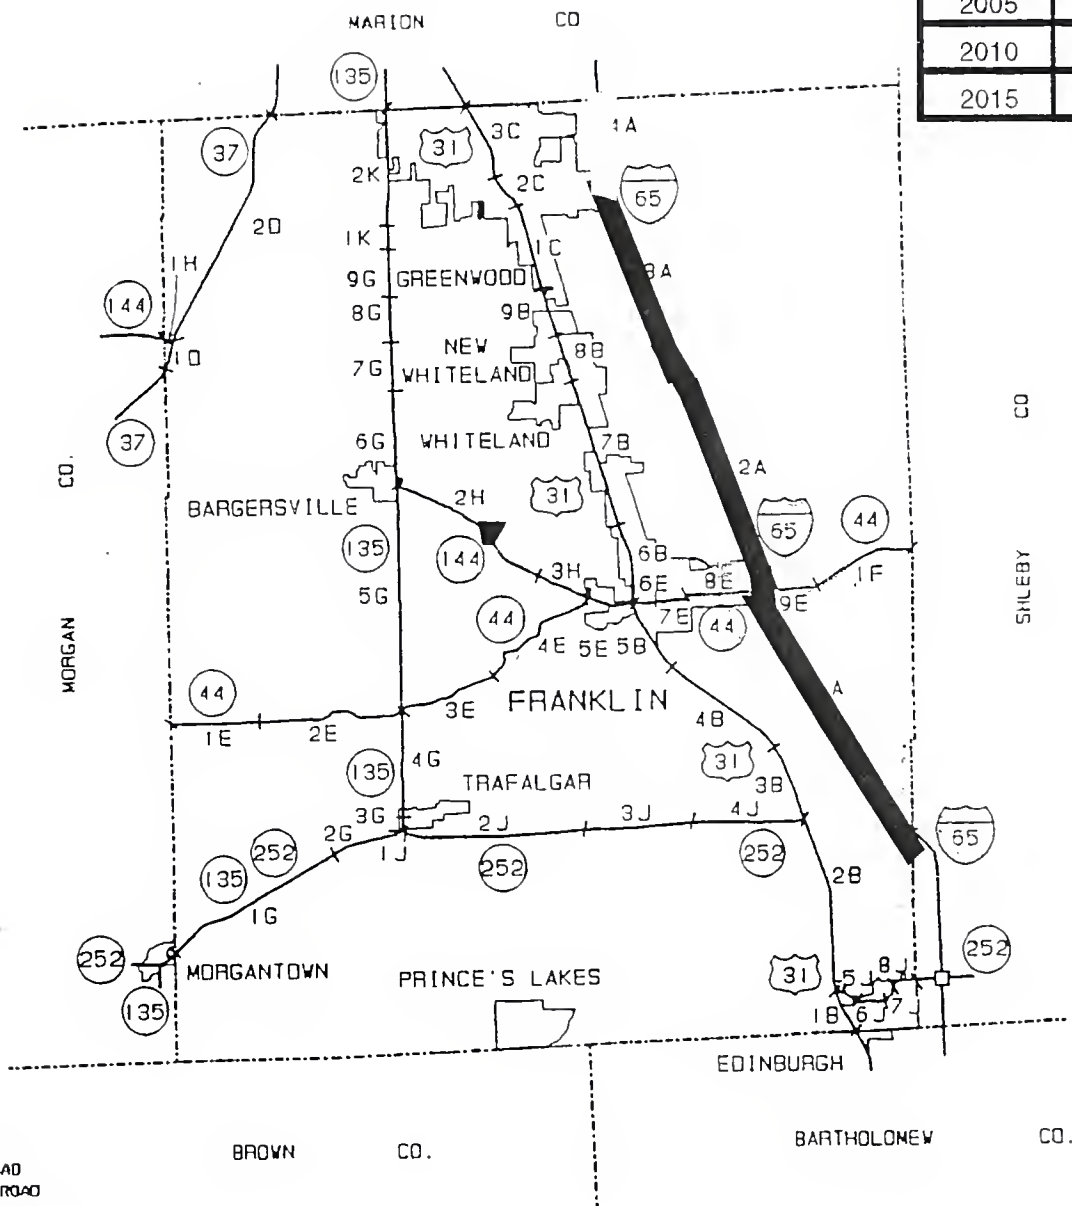 2005
MARION CO
2010
135
2015
4A
3C
37
31
2K
2C
65
2D
1K
1C
1H
9G GREENWOOD
3A
144
8G
9B
NEW
8B
1D
7G WHITELAND
37
6G WHITELAND
7B
CO
CO.
2A
2H
31
BARGERSVILLE
65
44
135
144
6B
3H
6E
8E
1F
5G
7E
9E
SHLEBY
44
44
4E
5E
5B
MORGAN
44
3E
FRANKLIN
A
1E
2E
4B
4G
31
135
TRAFALGAR
3B
3G
2J
3J
4J
2G
65
252
1J
252
252
135
2B
1G
252
252
MORGANTOWN
PRINCE'S LAKES
31
5J
8J
135
1B
6J
7J
EDINBURGH
BROWN CO.
BARTHOLOMEW CO.
AD
ROAD